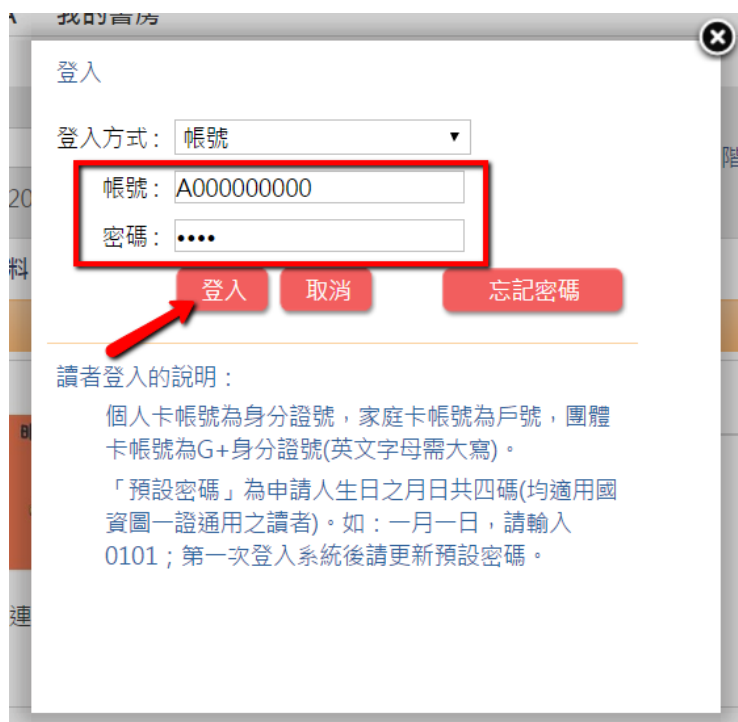 我的書房
登入
登入方式： 帳號
帳號： A000000000
密碼： ••••
登入 取消 忘記密碼
讀者登入的說明：
個人卡帳號為身分證號，家庭卡帳號為戶號，團體
卡帳號為G+身分證號(英文字母需大寫)。
「預設密碼」為申請人生日之月日共四碼(均適用國
資圖一證通用之讀者)。如：一月一日，請輸入
0101；第一次登入系統後請更新預設密碼。
階
20
料
連